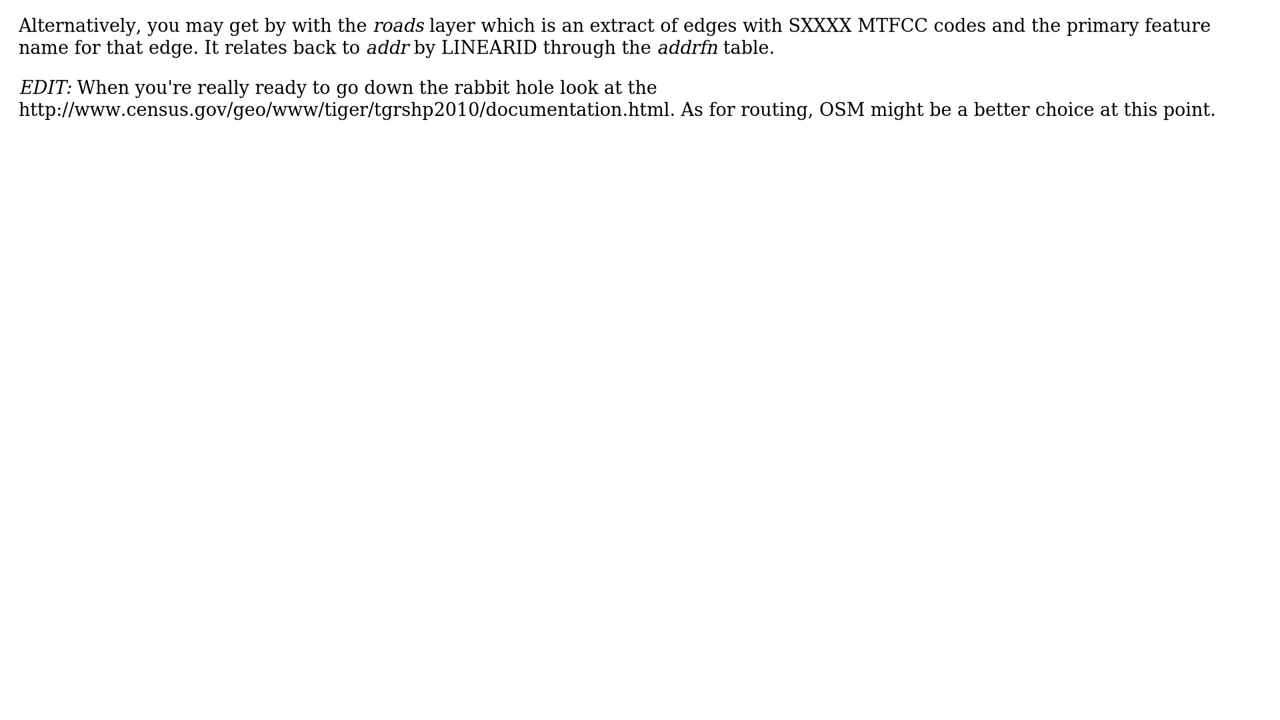 Alternatively, you may get by with the roads layer which is an extract of edges with SXXXX MTFCC codes and the primary feature
name for that edge. It relates back to addr by LINEARID through the addrfn table.
EDIT: When you're really ready to go down the rabbit hole look at the
http://www.census.gov/geo/www/tiger/tgrshp2010/documentation.html. As for routing, OSM might be a better choice at this point.